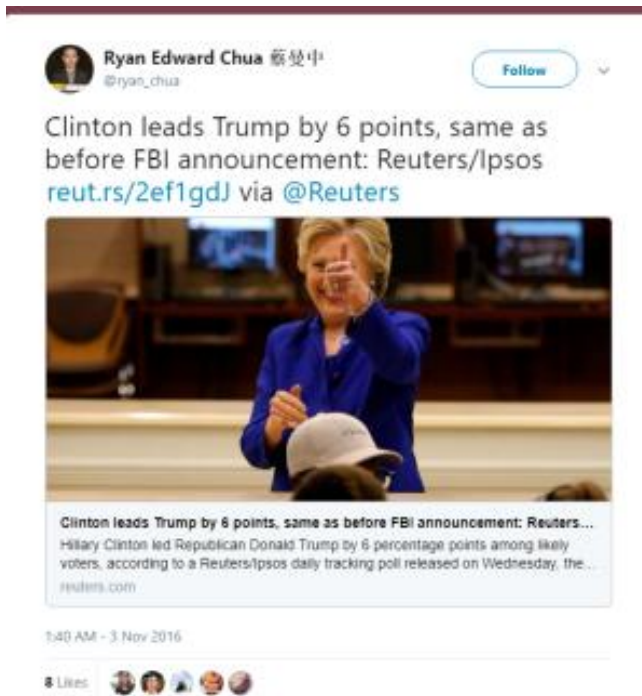 Ryan Edward Chua 蔡曼中
@ryan_chua
Follow
Clinton leads Trump by 6 points, same as
before FBI announcement: Reuters/Ipsos
reut.rs/2ef1gdJ via @Reuters
Clinton leads Trump by 6 points, same as before FBI announcement: Reuters...
Hillary Clinton led Republican Donald Trump by 6 percentage points among likely
voters, according to a Reuters/Ipsos daily tracking poll released on Wednesday, the...
reuters.com
1:40 AM - 3 Nov 2016
8 Likes